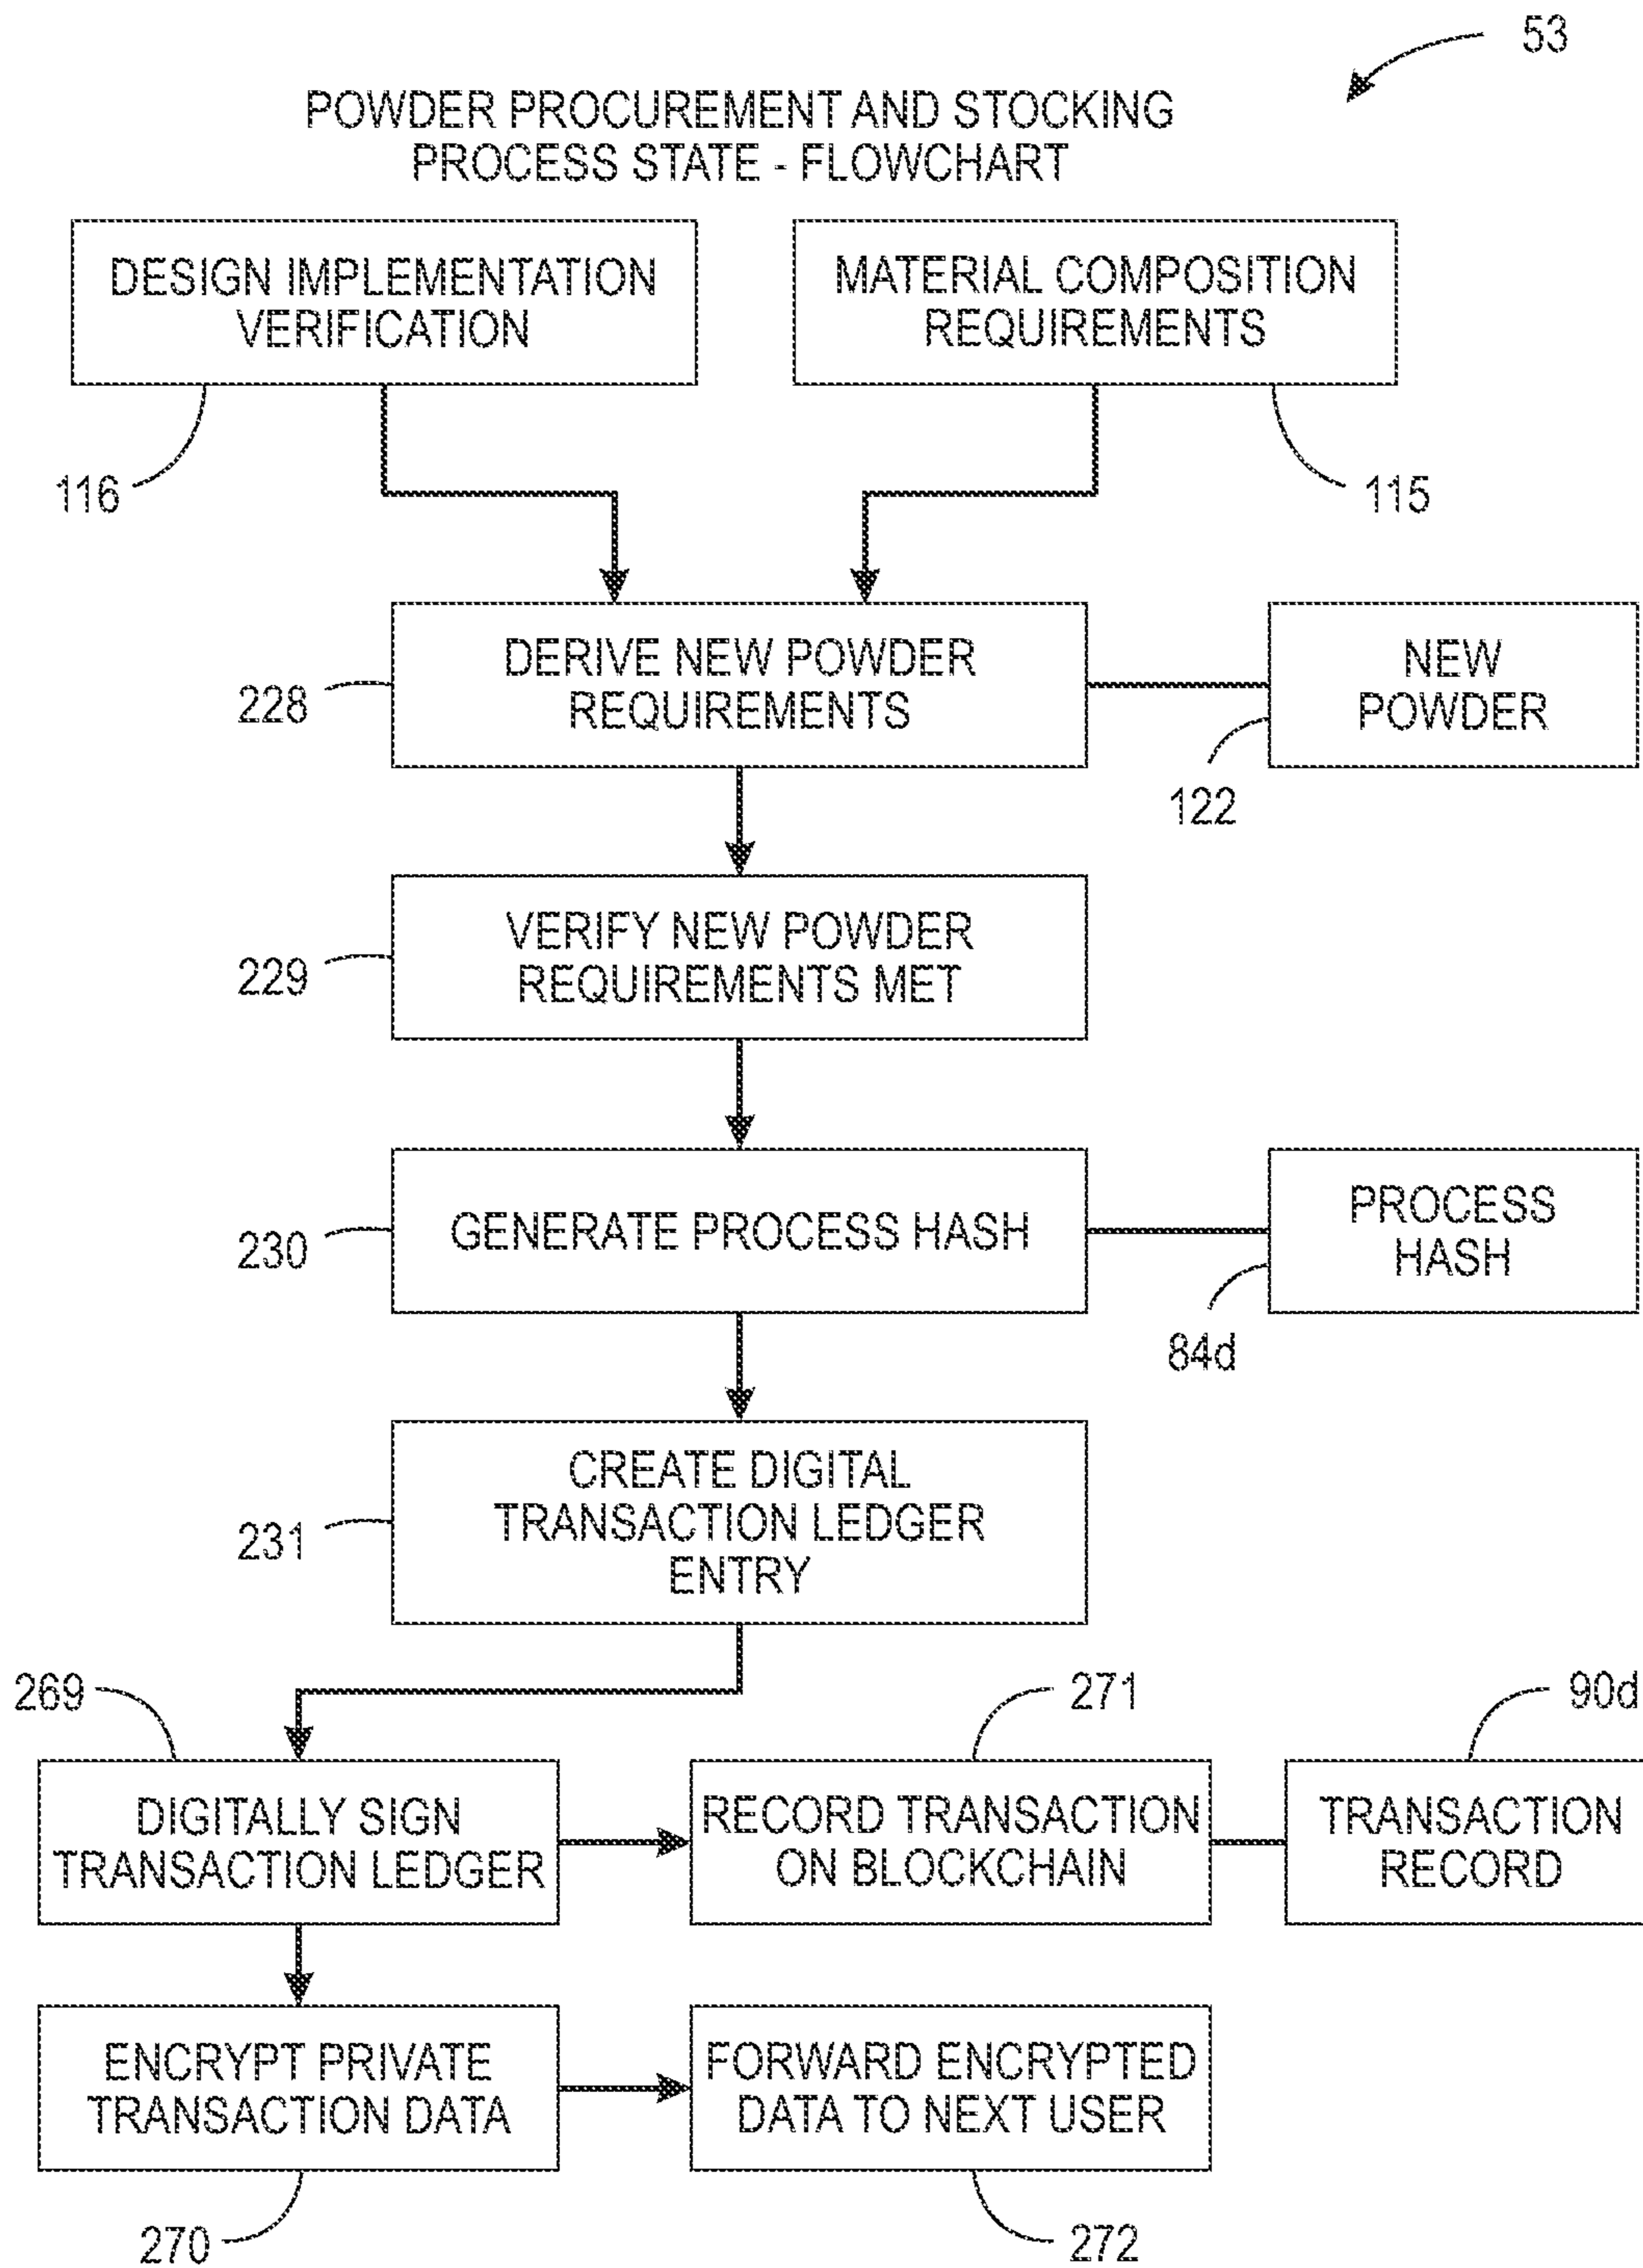 53
POWDER PROCUREMENT AND STOCKING
PROCESS STATE - FLOWCHART
DESIGN IMPLEMENTATION
VERIFICATION
MATERIAL COMPOSITION
REQUIREMENTS
116
115
DERIVE NEW POWDER
REQUIREMENTS
228
NEW
POWDER
122
VERIFY NEW POWDER
REQUIREMENTS MET
229
GENERATE PROCESS HASH
230
PROCESS
HASH
84d
CREATE DIGITAL
TRANSACTION LEDGER
ENTRY
231
269
271
90d
DIGITALLY SIGN
TRANSACTION LEDGER
RECORD TRANSACTION
ON BLOCKCHAIN
TRANSACTION
RECORD
ENCRYPT PRIVATE
TRANSACTION DATA
FORWARD ENCRYPTED
DATA TO NEXT USER
270
272